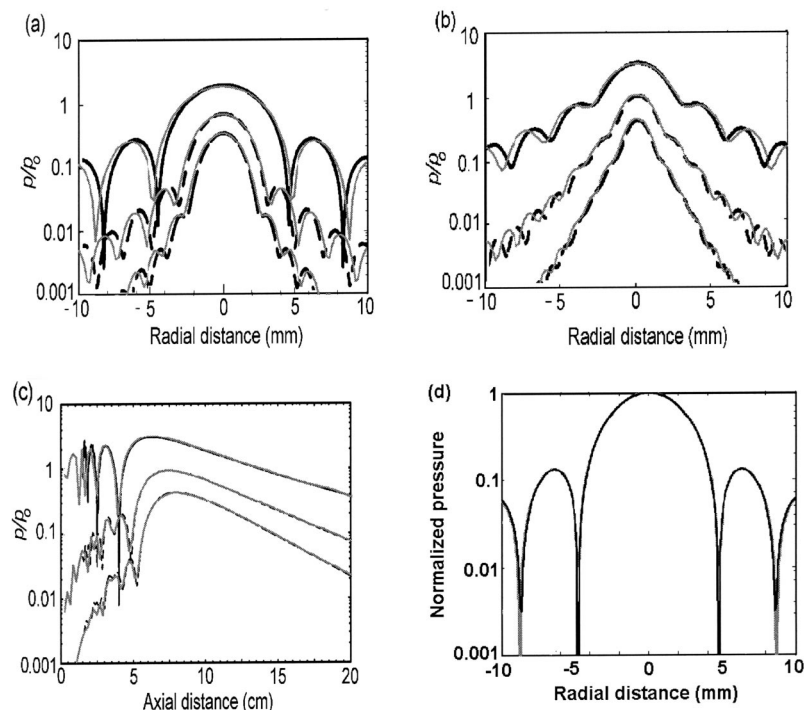 (a)
10
1
0.1
0.01
0.001
p/p₀
-10 -5 0 5 10
Radial distance (mm)
(b)
10
1
0.1
0.01
0.001
p/p₀
-10 -5 0 5 10
Radial distance (mm)
(c)
10
1
0.1
0.01
0.001
p/p₀
0 5 10 15 20
Axial distance (cm)
(d)
1
0.1
0.01
0.001
Normalized pressure
-10 -5 0 5 10
Radial distance (mm)